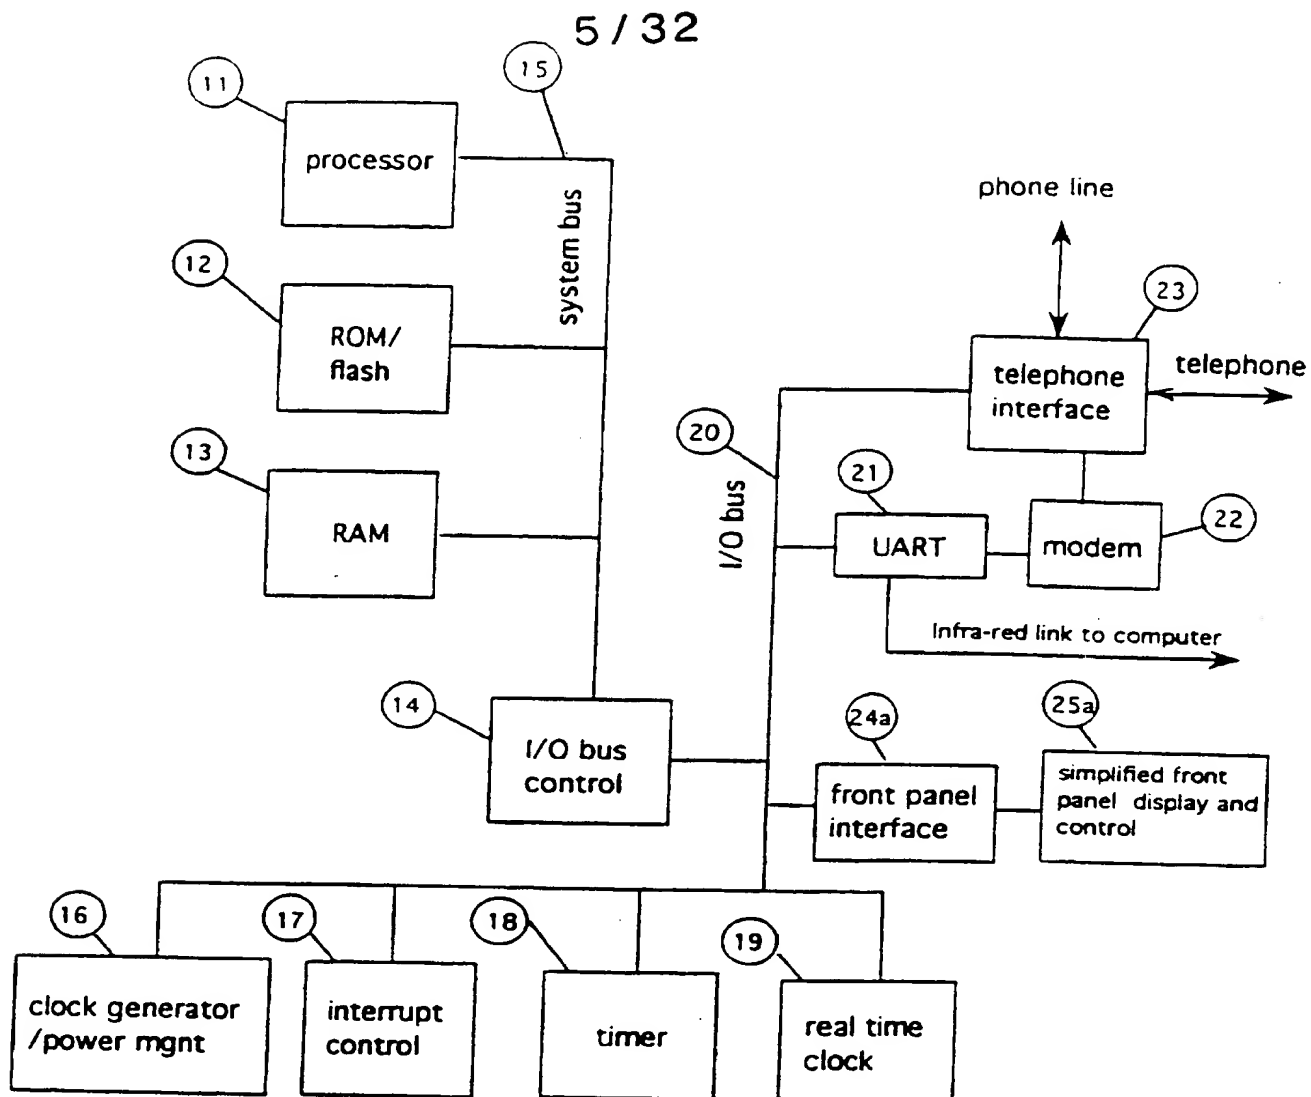 5/32
11
15
processor
system bus
12
ROM/
flash
13
RAM
14
I/O bus
control
phone line
23
telephone
interface
telephone
20
I/O bus
21
UART
22
modem
Infra-red link to computer
24a
front panel
interface
25a
simplified front
panel display and
control
16
clock generator
/power mgnt
17
interrupt
control
18
timer
19
real time
clock